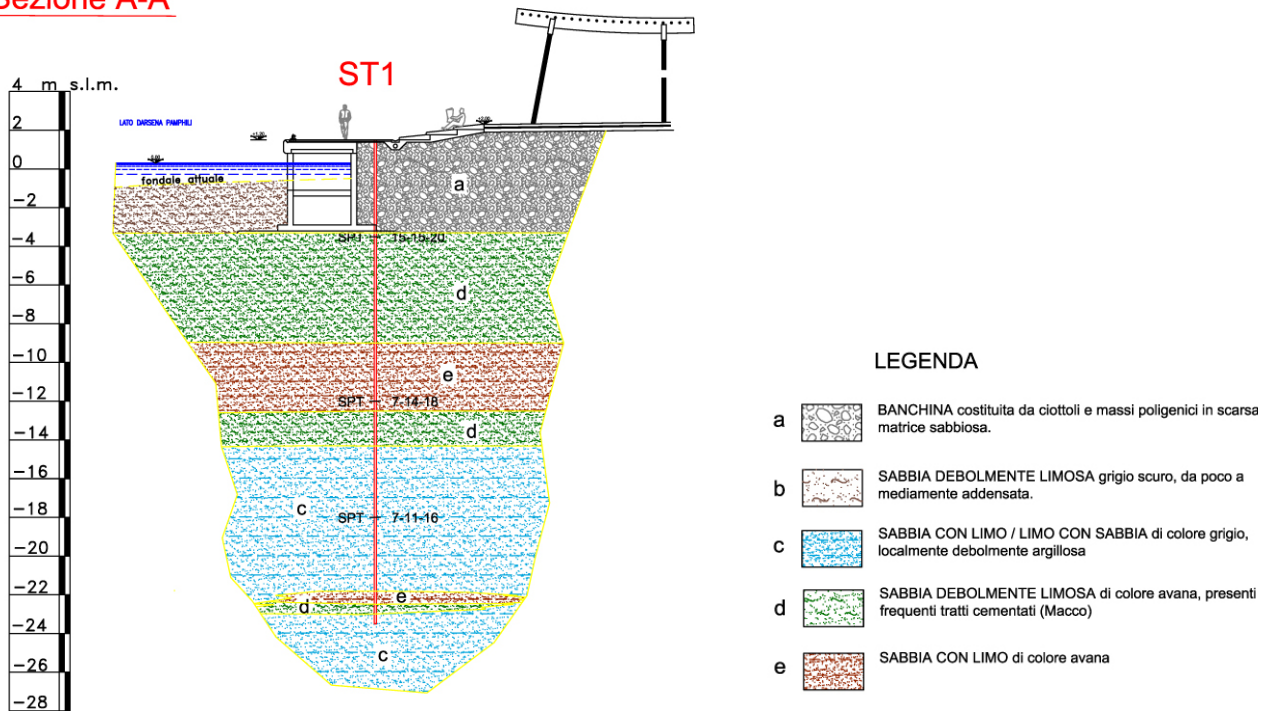 Sezione A-A
ST1
4 m s.l.m.
2
0
-2
-4
-6
-8
-10
-12
-14
-16
-18
-20
-22
-24
-26
-28
LATO DARSENA PAMPHILI
fondale attuale
a
SPT 15-15-20
d
e
SPT 7-14-18
d
c
SPT 7-11-16
e
d
c
LEGENDA
a BANCHINA costituita da ciottoli e massi poligenici in scarsa
matrice sabbiosa.
b SABBIA DEBOLMENTE LIMOSA grigio scuro, da poco a
mediamente addensata.
c SABBIA CON LIMO / LIMO CON SABBIA di colore grigio,
localmente debolmente argillosa
d SABBIA DEBOLMENTE LIMOSA di colore avana, presenti
frequenti tratti cementati (Macco)
e SABBIA CON LIMO di colore avana